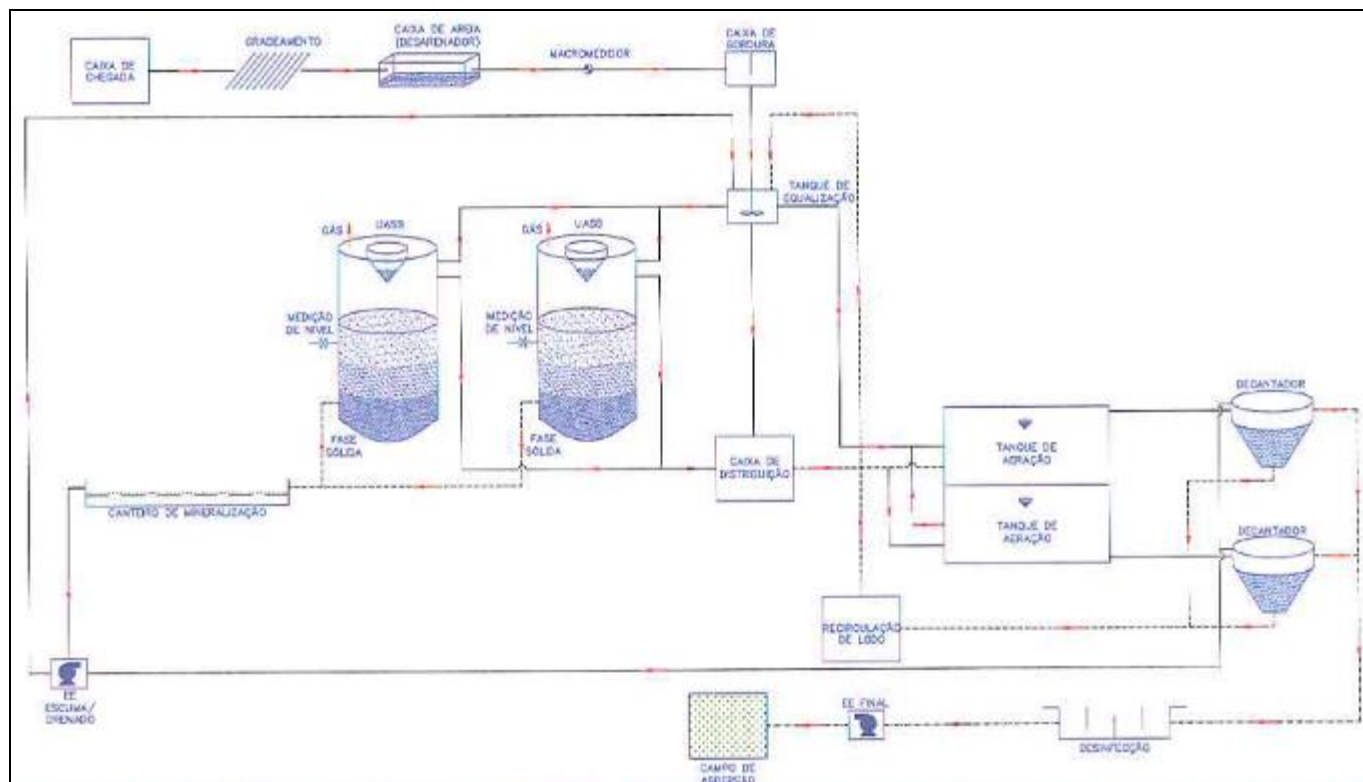 CAIXA DE
CHEGADA
GRADEAMENTO
CAIXA DE AREIA
(DESARENADOR)
MACROMEDIDOR
CAIXA DE
GORDURA
TANQUE DE
EQUALIZAÇÃO
GÁS
UASB
GÁS
UASB
MEDIÇÃO
DE NÍVEL
MEDIÇÃO
DE NÍVEL
FASE
SÓLIDA
FASE
SÓLIDA
CAIXA DE
DISTRIBUIÇÃO
CANTEIRO DE MINERALIZAÇÃO
TANQUE DE
AERAÇÃO
TANQUE DE
AERAÇÃO
DECANTADOR
DECANTADOR
RECIRCULAÇÃO
DE LODO
EE
ESCUMA/
DRENADO
EE FINAL
DESINFECÇÃO
CAMPO DE
ASPERSÃO